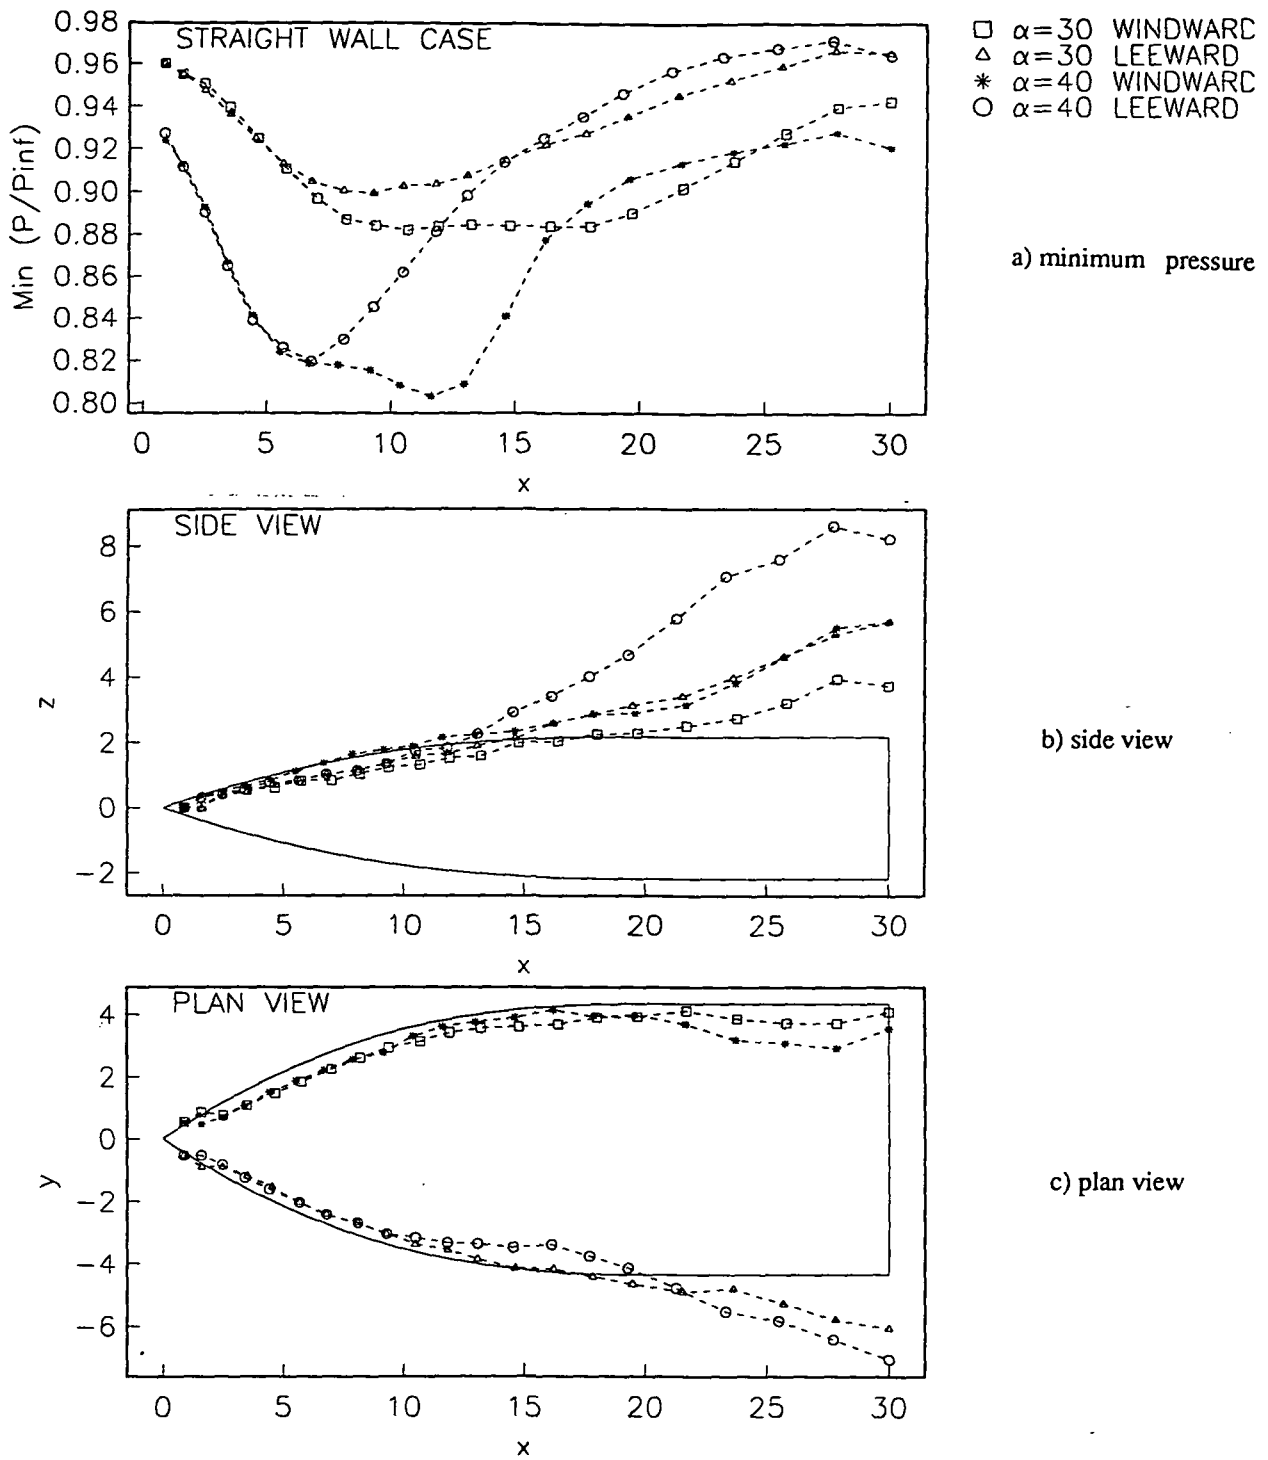 STRAIGHT WALL CASE
0.98
0.96
0.94
0.92
0.90
0.88
0.86
0.84
0.82
0.80
Min (P/Pinf)
0 5 10 15 20 25 30
x
□ α=30 WINDWARD
△ α=30 LEEWARD
* α=40 WINDWARD
○ α=40 LEEWARD
a) minimum pressure
SIDE VIEW
8
6
4
2
0
−2
z
0 5 10 15 20 25 30
x
b) side view
PLAN VIEW
4
2
0
−2
−4
−6
y
0 5 10 15 20 25 30
x
c) plan view